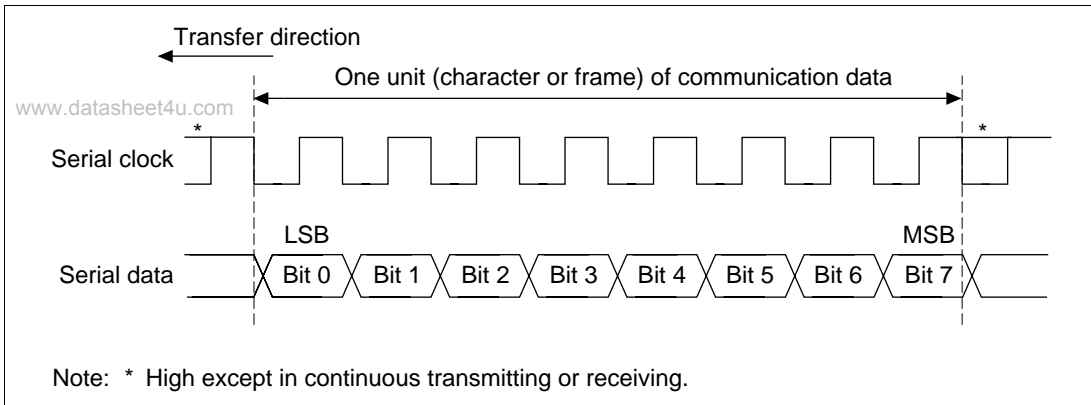 Transfer direction
One unit (character or frame) of communication data
www.datasheet4u.com
* *
Serial clock
LSB MSB
Serial data Bit 0 Bit 1 Bit 2 Bit 3 Bit 4 Bit 5 Bit 6 Bit 7
Note: * High except in continuous transmitting or receiving.